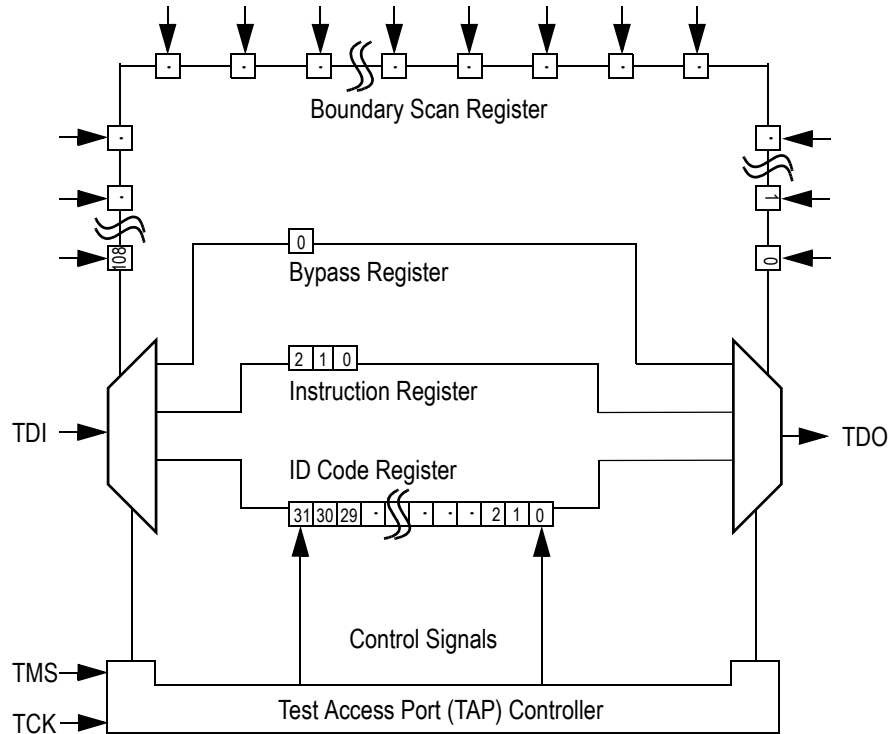 · · · · · · · ·
Boundary Scan Register
· ·
· 1
108 0
0
Bypass Register
2 1 0
Instruction Register
TDI TDO
ID Code Register
31 30 29 · · · · · 2 1 0
Control Signals
TMS
Test Access Port (TAP) Controller
TCK